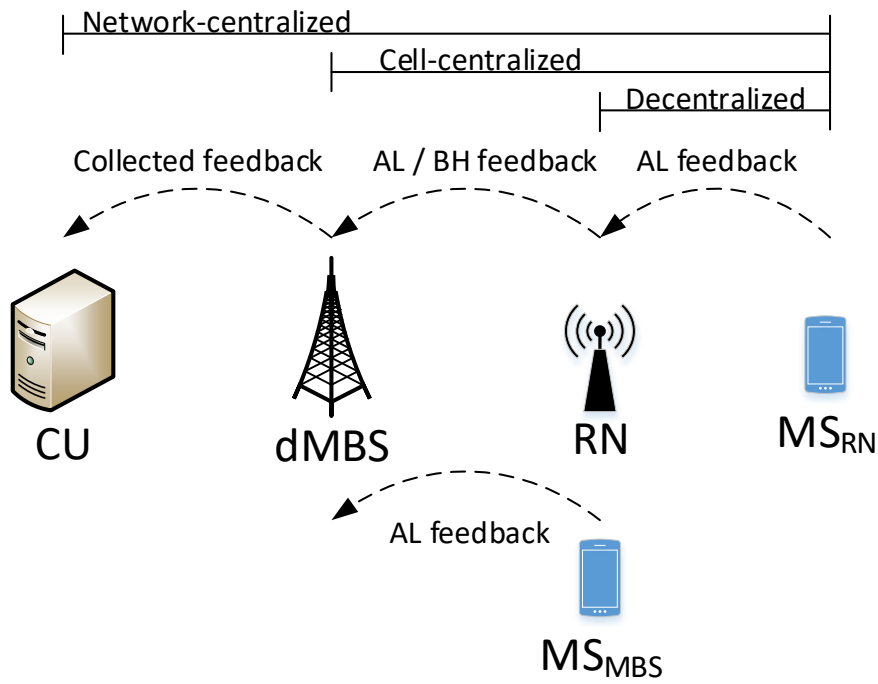 Network-centralized
Cell-centralized
Decentralized
Collected feedback
AL / BH feedback
AL feedback
CU
dMBS
RN
MSRN
AL feedback
MSMBS